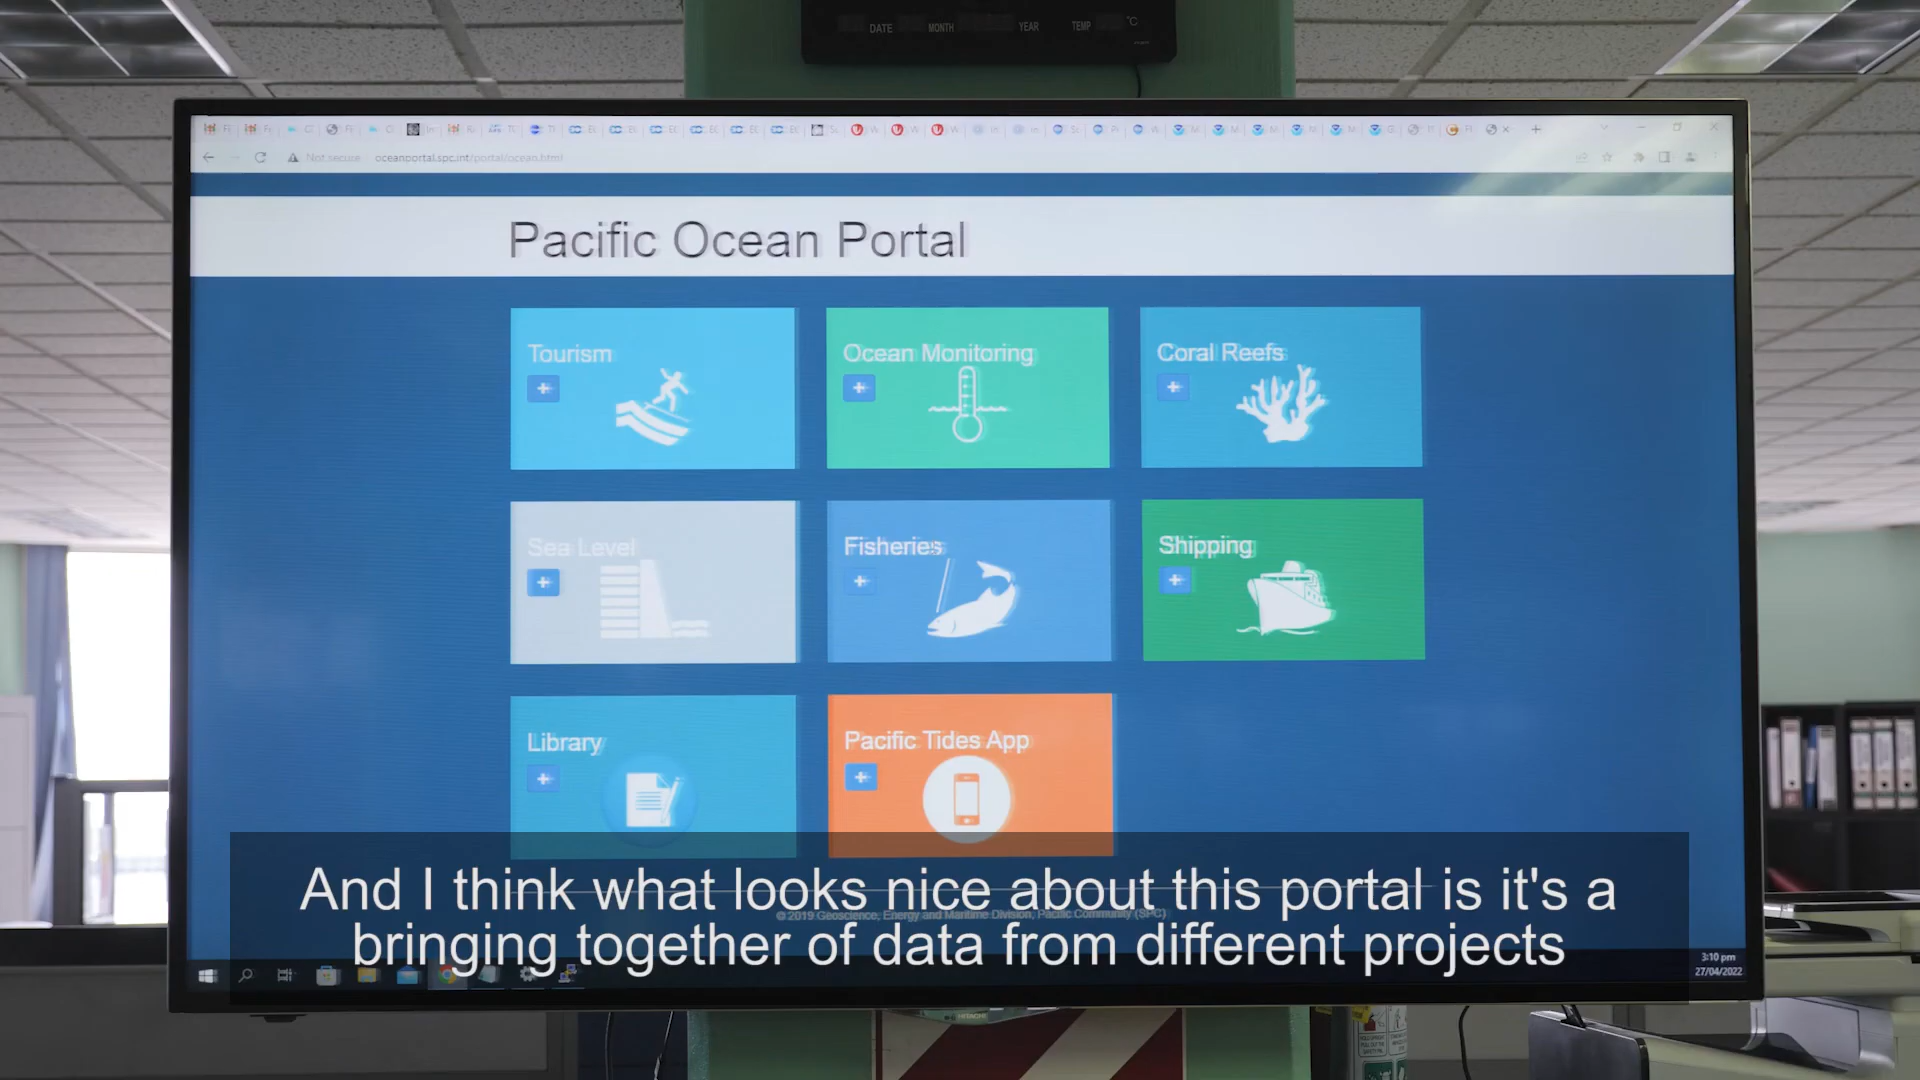 DATE MONTH YEAR TEMP °C
Not secure oceanportal.spc.int/portal/ocean.html
Pacific Ocean Portal
Tourism
Ocean Monitoring
Coral Reefs
Sea Level
Fisheries
Shipping
Library
Pacific Tides App
And I think what looks nice about this portal is it's a
© 2019 Geoscience, Energy and Maritime Division, Pacific Community (SPC)
bringing together of data from different projects
3:10 pm
27/04/2022
HITACHI